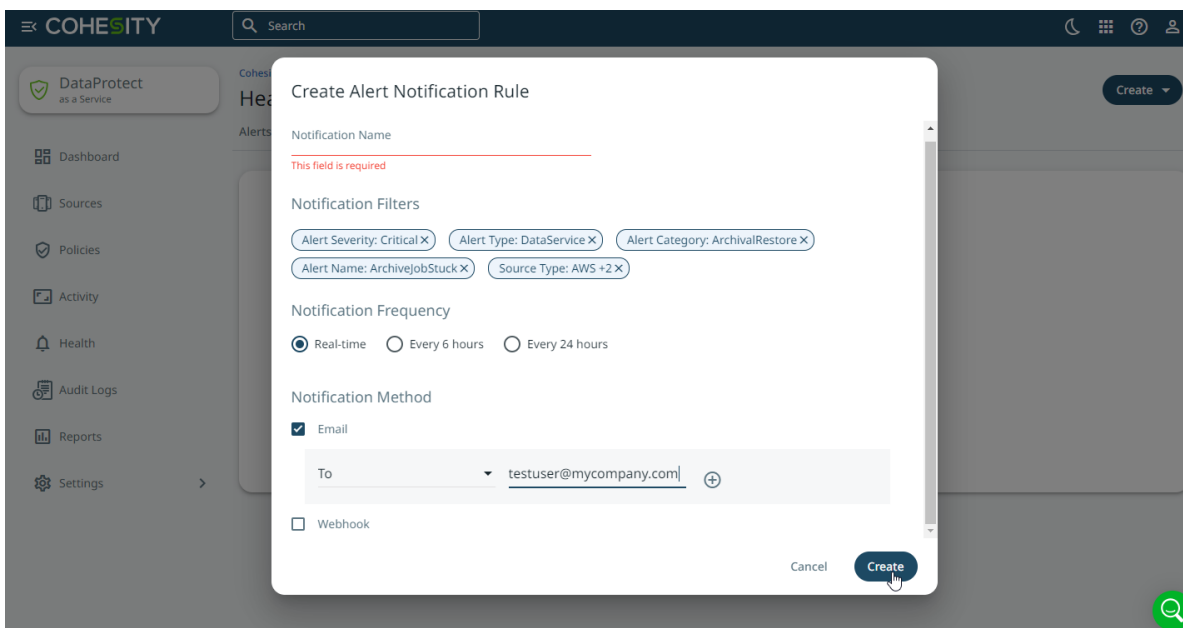 COHESITY
Search
DataProtect
as a Service
Cohesi
Hea
Create
Alerts
Dashboard
Sources
Policies
Activity
Health
Audit Logs
Reports
Settings
Create Alert Notification Rule
Notification Name
This field is required
Notification Filters
Alert Severity: Critical Alert Type: DataService Alert Category: ArchivalRestore
Alert Name: ArchiveJobStuck Source Type: AWS +2
Notification Frequency
Real-time Every 6 hours Every 24 hours
Notification Method
Email
To testuser@mycompany.com
Webhook
Cancel Create